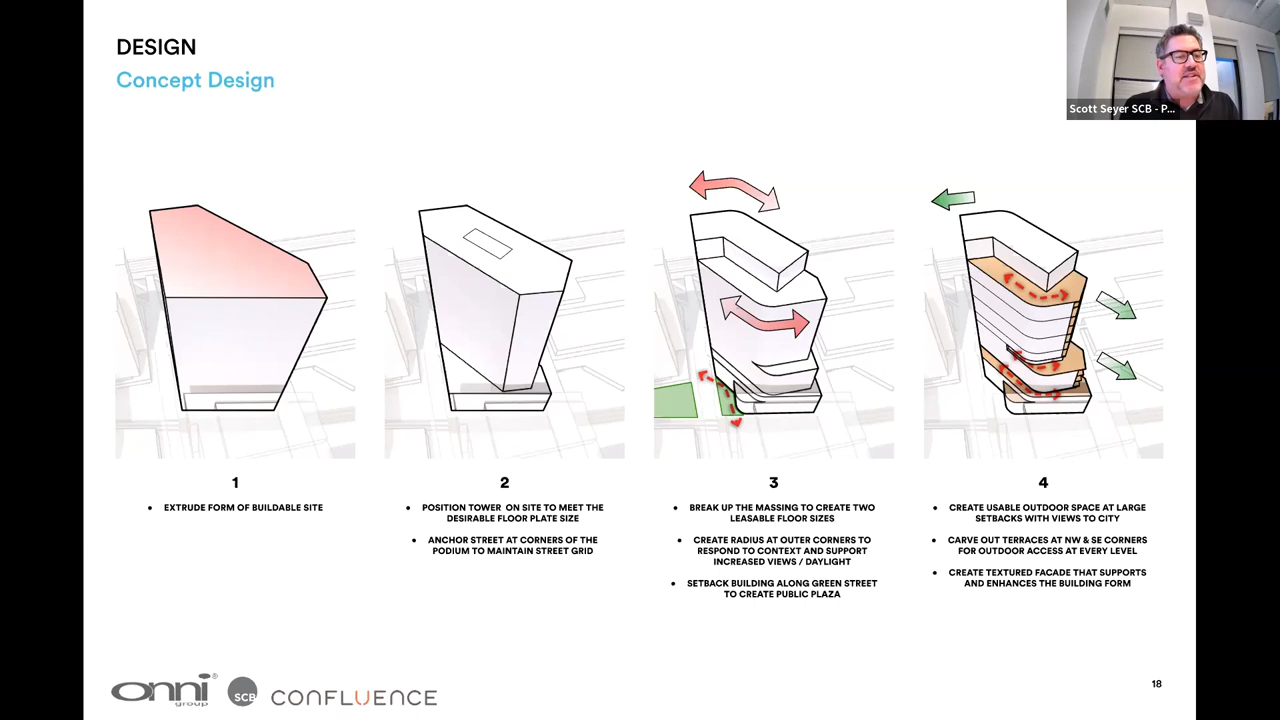 DESIGN
Concept Design
Scott Seyer SCB - P...
1
• EXTRUDE FORM OF BUILDABLE SITE
2
• POSITION TOWER ON SITE TO MEET THE
DESIRABLE FLOOR PLATE SIZE
• ANCHOR STREET AT CORNERS OF THE
PODIUM TO MAINTAIN STREET GRID
3
• BREAK UP THE MASSING TO CREATE TWO
LEASABLE FLOOR SIZES
• CREATE RADIUS AT OUTER CORNERS TO
RESPOND TO CONTEXT AND SUPPORT
INCREASED VIEWS / DAYLIGHT
• SETBACK BUILDING ALONG GREEN STREET
TO CREATE PUBLIC PLAZA
4
• CREATE USABLE OUTDOOR SPACE AT LARGE
SETBACKS WITH VIEWS TO CITY
• CARVE OUT TERRACES AT NW & SE CORNERS
FOR OUTDOOR ACCESS AT EVERY LEVEL
• CREATE TEXTURED FACADE THAT SUPPORTS
AND ENHANCES THE BUILDING FORM
onni®
group
SCB
CONFLUENCE
18